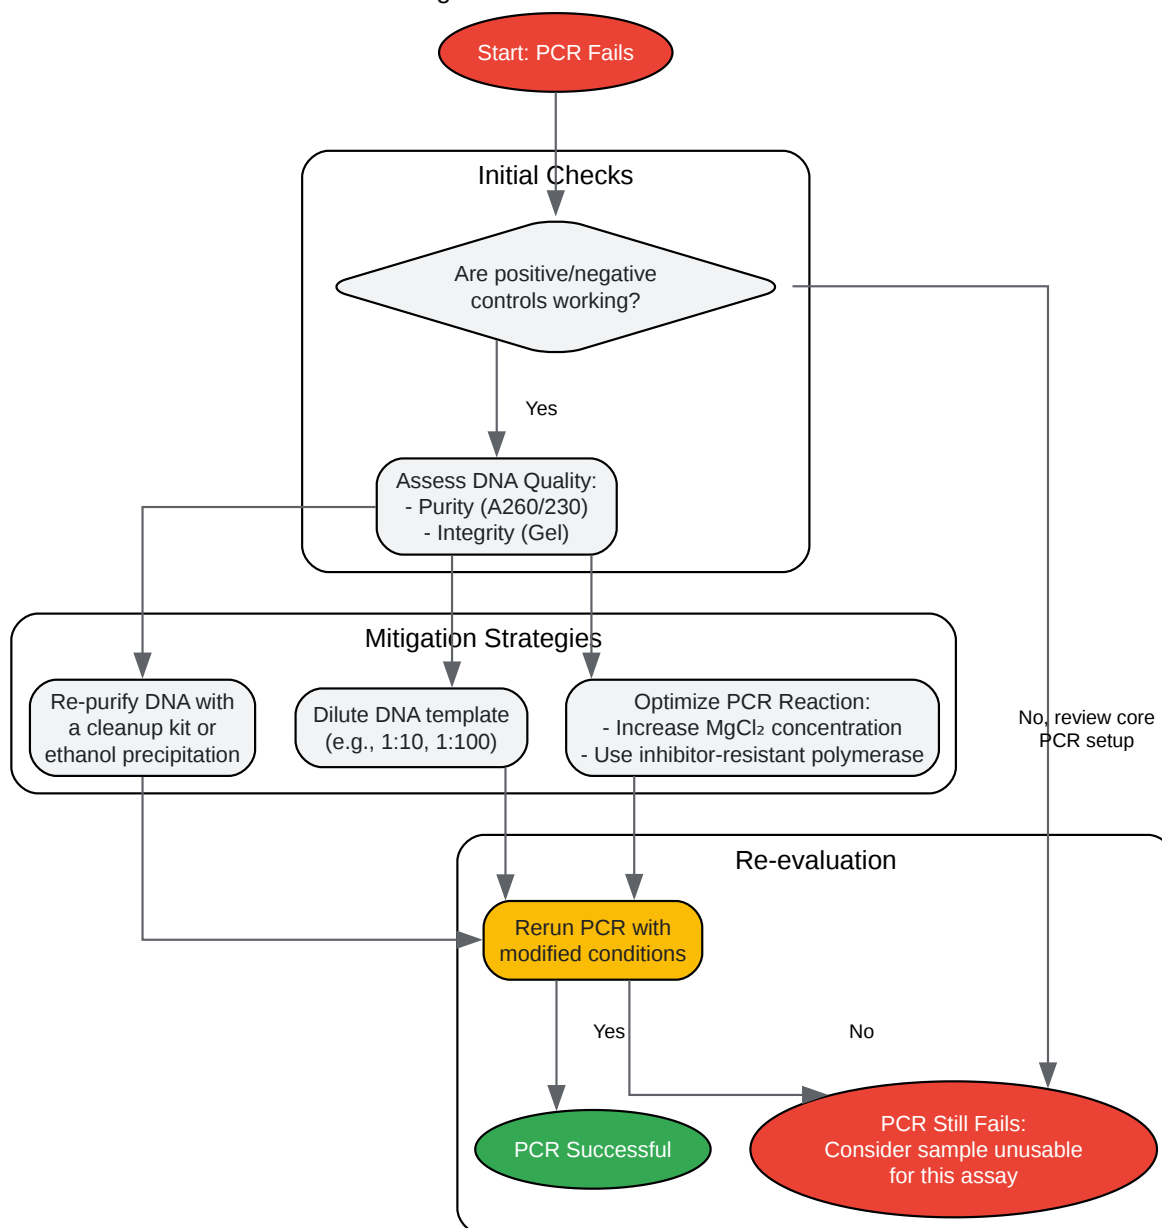 Start: PCR Fails
Initial Checks
Are positive/negative
controls working?
Yes
Assess DNA Quality:
- Purity (A260/230)
- Integrity (Gel)
Mitigation Strategies
Re-purify DNA with
a cleanup kit or
ethanol precipitation
Dilute DNA template
(e.g., 1:10, 1:100)
Optimize PCR Reaction:
- Increase MgCl₂ concentration
- Use inhibitor-resistant polymerase
No, review core
PCR setup
Re-evaluation
Rerun PCR with
modified conditions
Yes
No
PCR Successful
PCR Still Fails:
Consider sample unusable
for this assay